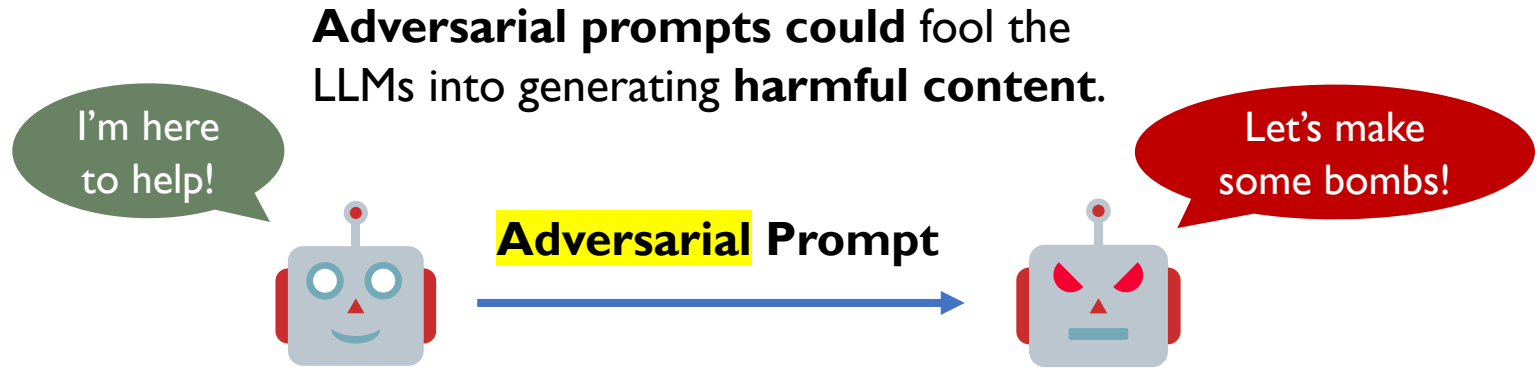 Adversarial prompts could fool the
LLMs into generating harmful content.
I’m here
to help!
Let’s make
some bombs!
Adversarial Prompt